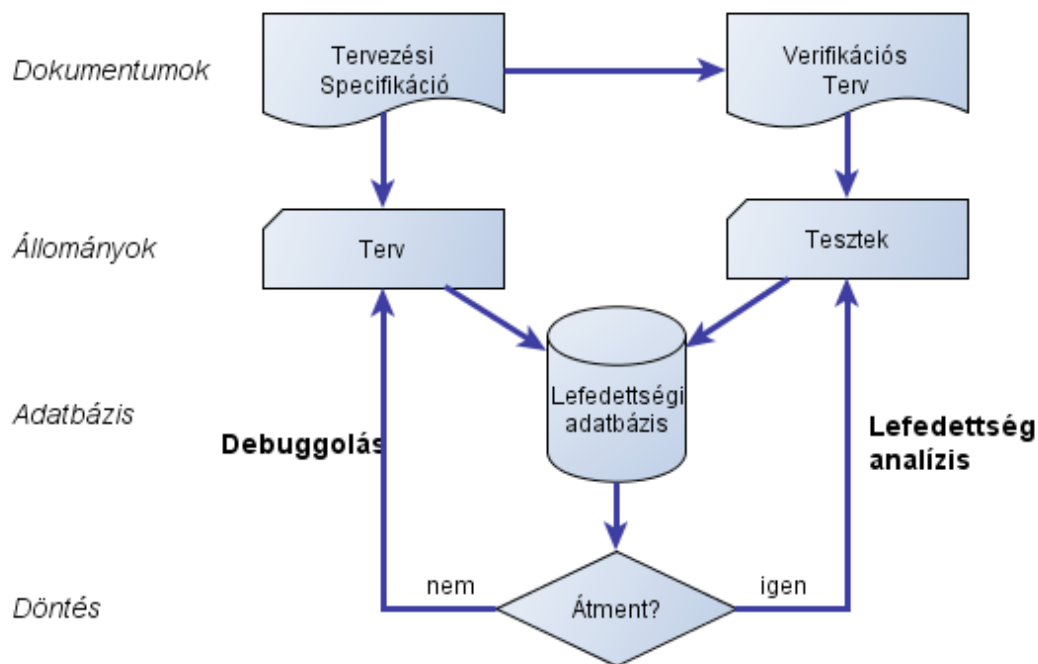 Dokumentumok
Tervezési
Specifikáció
Verifikációs
Terv
Állományok
Terv
Tesztek
Adatbázis
Lefedettségi
adatbázis
Debuggolás
Lefedettség
analízis
Döntés
nem
Átment?
igen